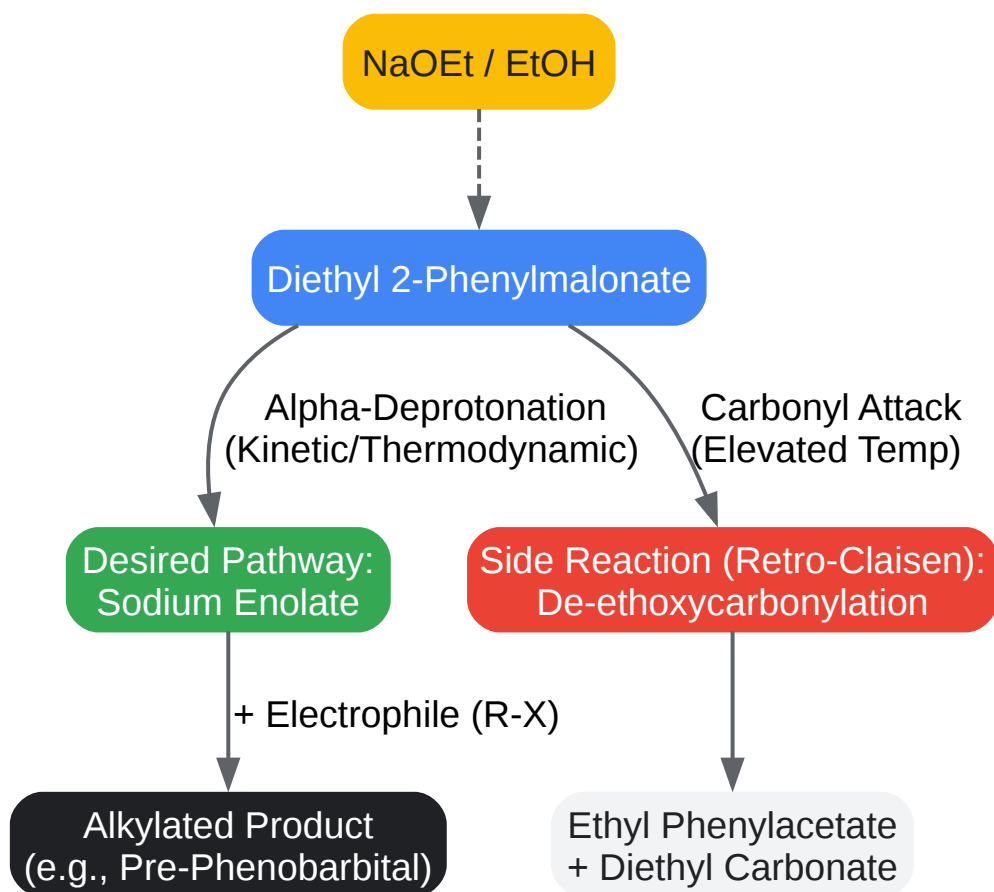 NaOEt / EtOH
Diethyl 2-Phenylmalonate
Alpha-Deprotonation
(Kinetic/Thermodynamic)
Carbonyl Attack
(Elevated Temp)
Desired Pathway:
Sodium Enolate
Side Reaction (Retro-Claisen):
De-ethoxycarbonylation
+ Electrophile (R-X)
Alkylated Product
(e.g., Pre-Phenobarbital)
Ethyl Phenylacetate
+ Diethyl Carbonate